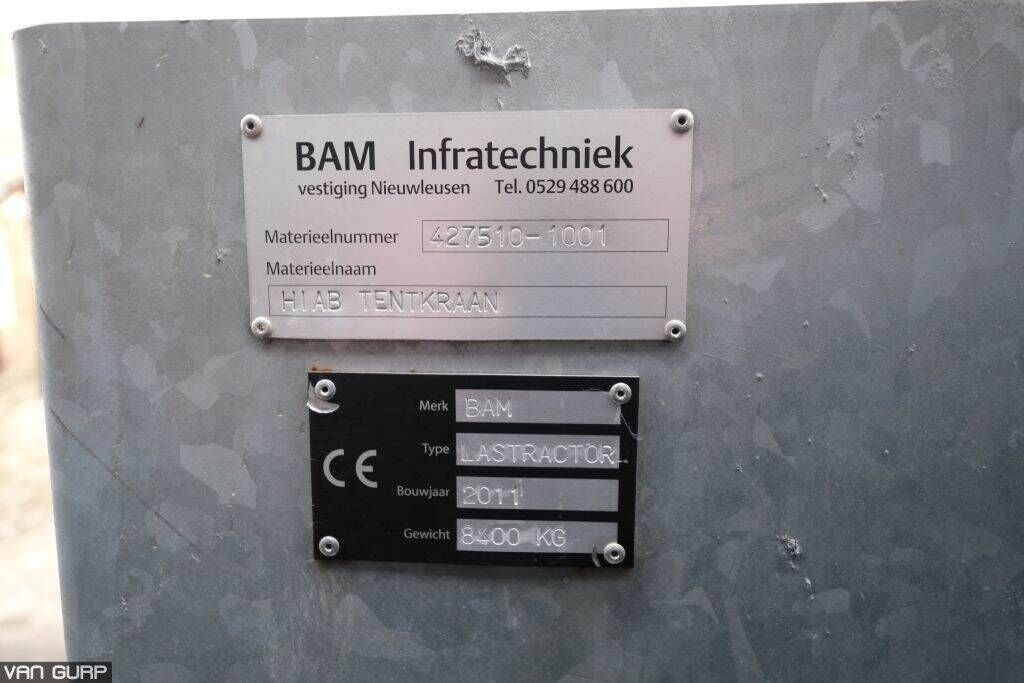 BAM Infratechniek
vestiging Nieuwleusen Tel. 0529 488 600
Materieelnummer 427510-1001
Materieelnaam
HIAB TENTKRAAN
Merk BAM
CE Type LASTRACTOR
Bouwjaar 2011
Gewicht 8400 KG
VAN GURP